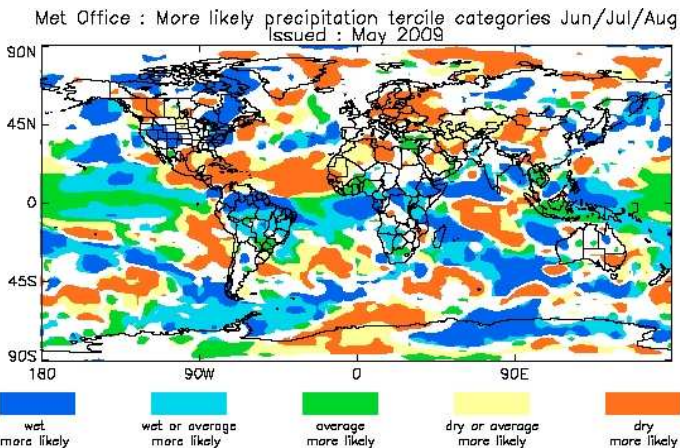 Met Office : More likely precipitation tercile categories Jun/Jul/Aug
Issued : May 2009
90N
45N
0
45S
90S
180 90W 0 90E
wet wet or average average dry or average dry
more likely more likely more likely more likely more likely